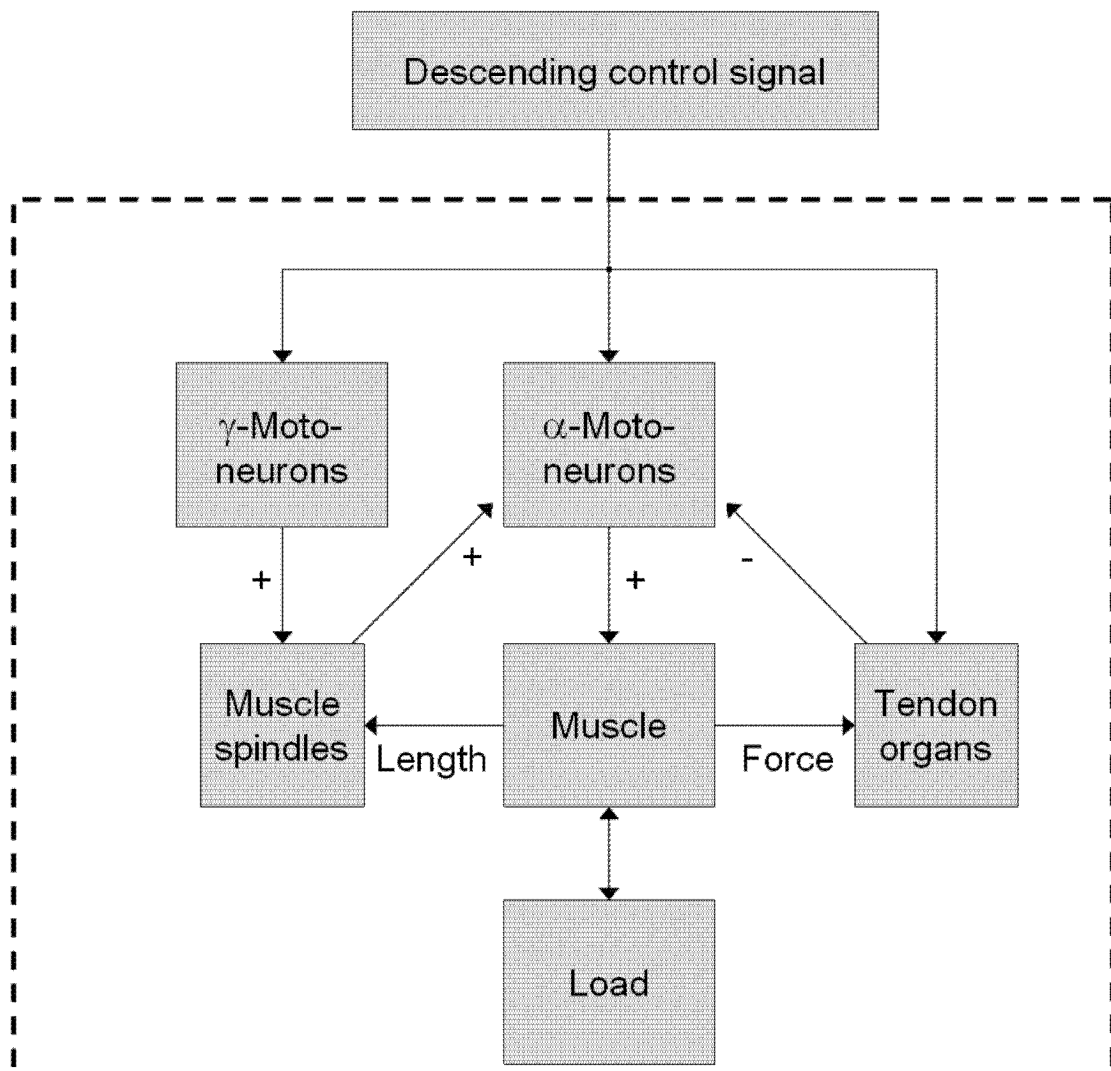 Descending control signal
γ-Moto-
neurons
α-Moto-
neurons
+
+
+
-
Muscle
spindles
Length
Muscle
Force
Tendon
organs
Load